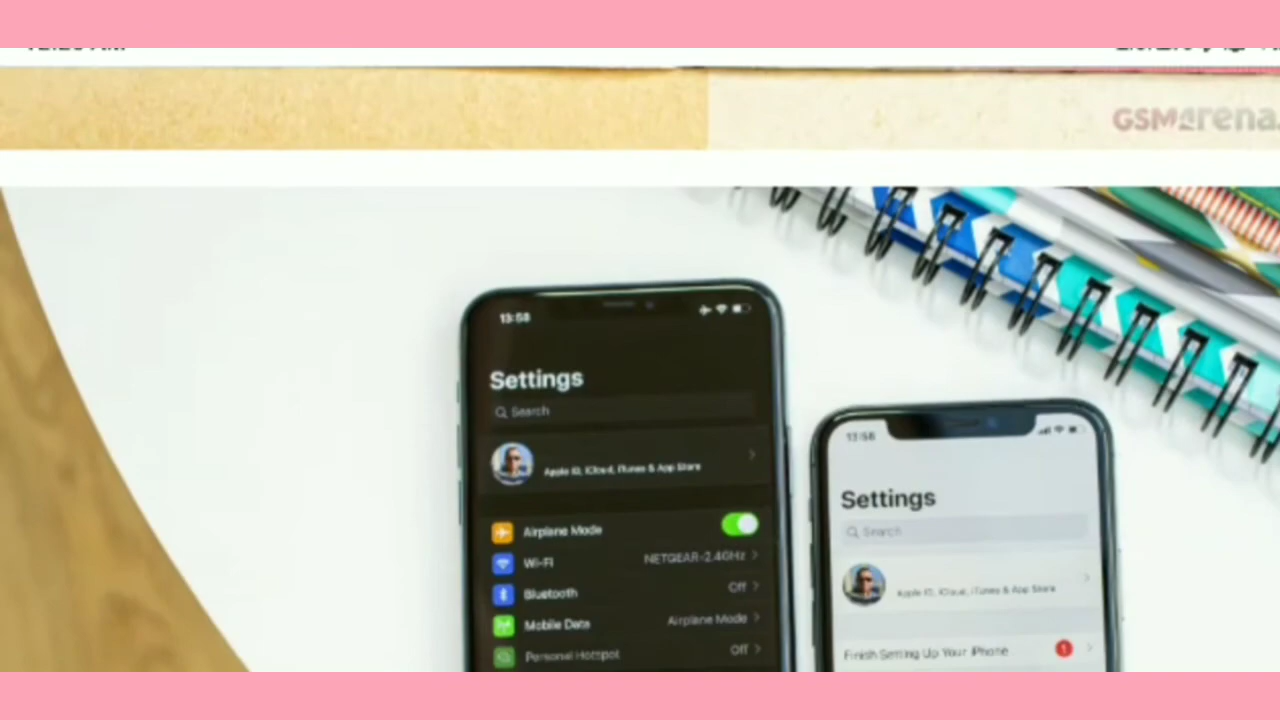 GSMarena.
13:58
Settings
Search
Apple ID, iCloud, iTunes & App Store
Airplane Mode
Wi-Fi NETGEAR-2.4GHz
Bluetooth Off
Mobile Data Airplane Mode
Personal Hotspot Off
13:58
Settings
Search
Apple ID, iCloud, iTunes & App Store
Finish Setting Up Your iPhone 1